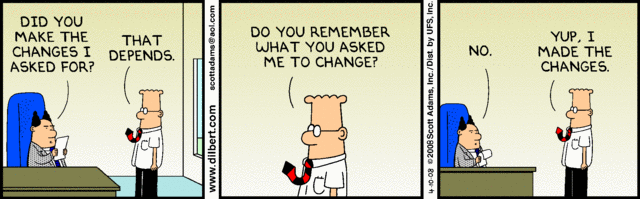 DID YOU
MAKE THE
CHANGES I
ASKED FOR?
THAT
DEPENDS.
www.dilbert.com
scottadams@aol.com
DO YOU REMEMBER
WHAT YOU ASKED
ME TO CHANGE?
4-10-08 © 2008 Scott Adams, Inc./Dist. by UFS, Inc.
NO.
YUP, I
MADE THE
CHANGES.